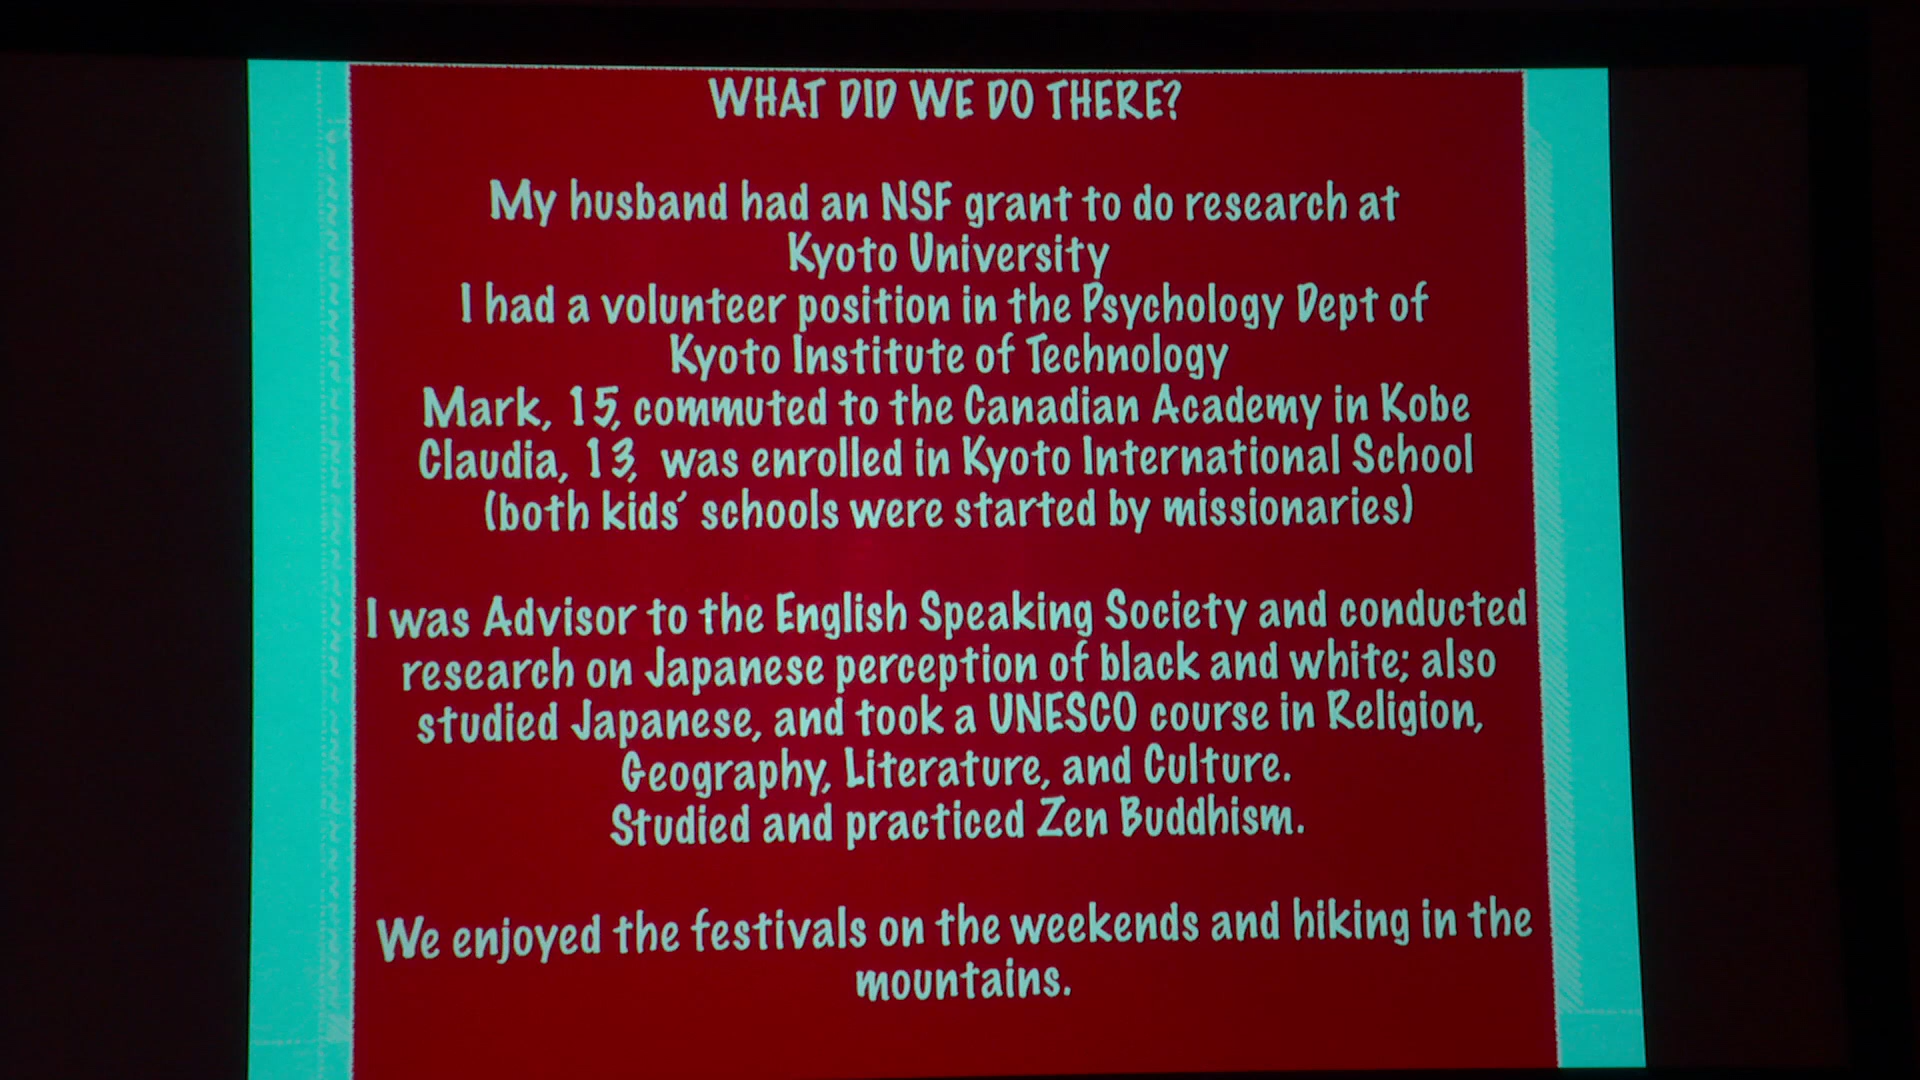 WHAT DID WE DO THERE?
My husband had an NSF grant to do research at
Kyoto University
I had a volunteer position in the Psychology Dept of
Kyoto Institute of Technology
Mark, 15, commuted to the Canadian Academy in Kobe
Claudia, 13, was enrolled in Kyoto International School
(both kids' schools were started by missionaries)
I was Advisor to the English Speaking Society and conducted
research on Japanese perception of black and white; also
studied Japanese, and took a UNESCO course in Religion,
Geography, Literature, and Culture.
Studied and practiced Zen Buddhism.
We enjoyed the festivals on the weekends and hiking in the
mountains.